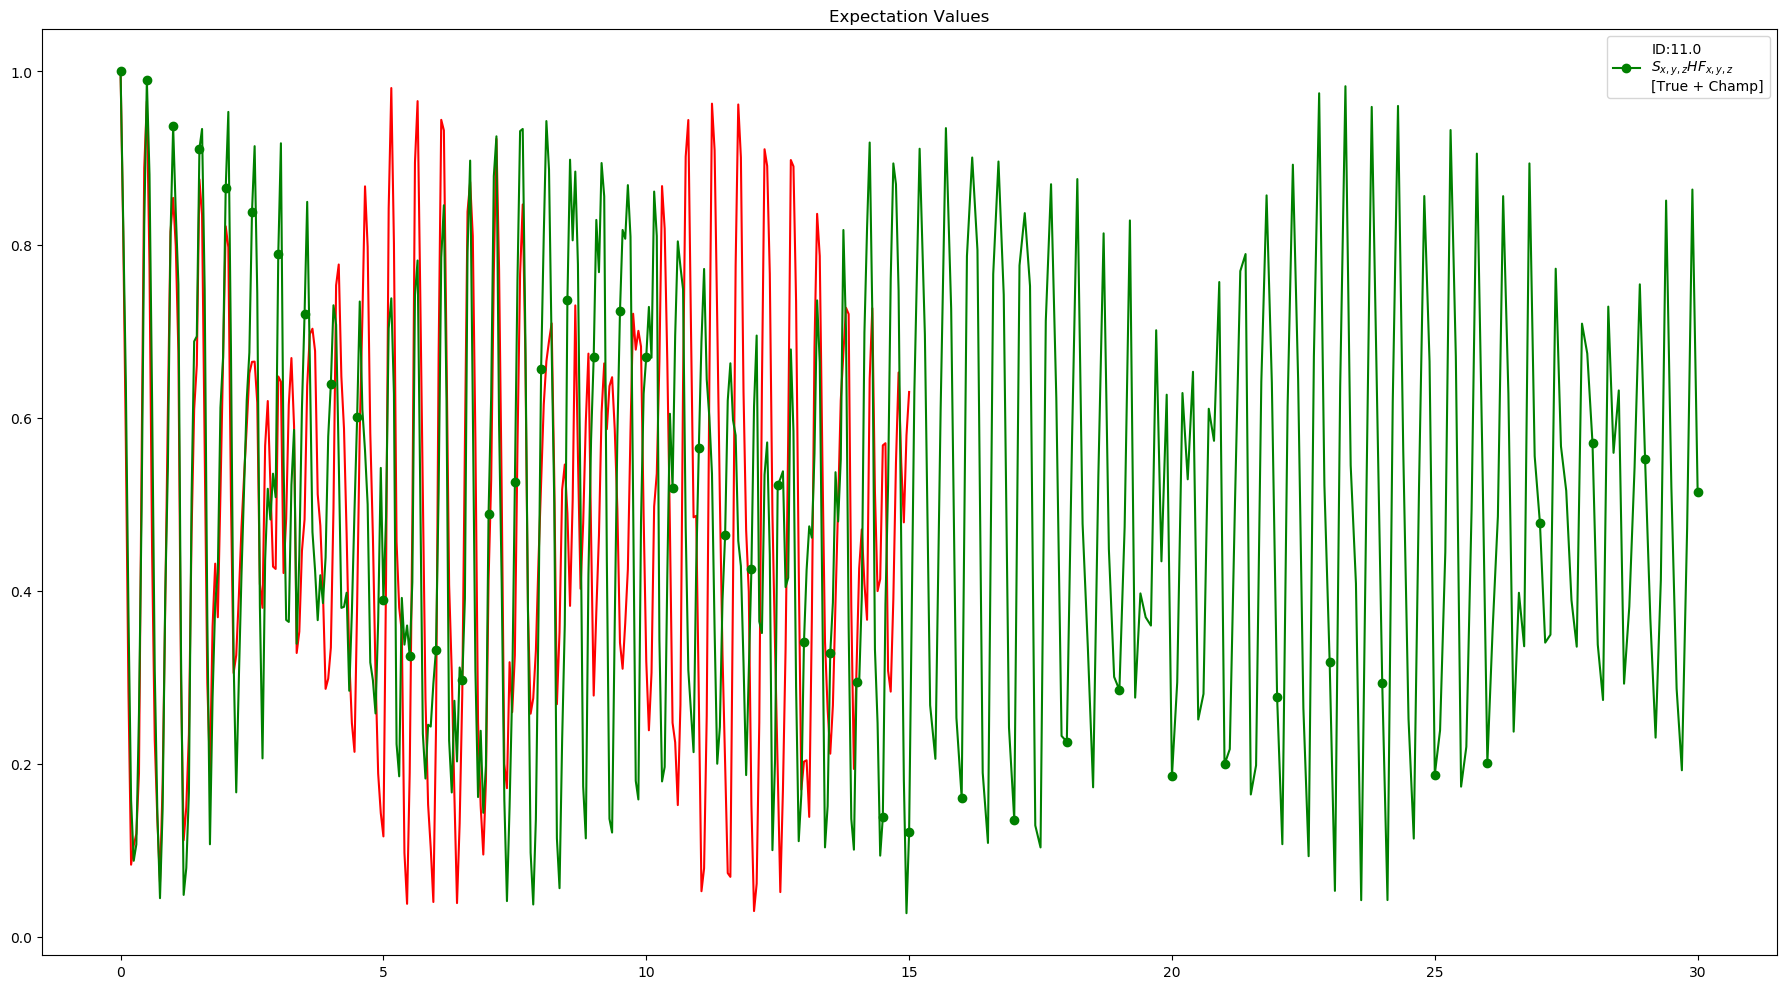 Expectation Values
ID:11.0
S_{x,y,z}HF_{x,y,z}
[True + Champ]
1.0
0.8
0.6
0.4
0.2
0.0
0 5 10 15 20 25 30